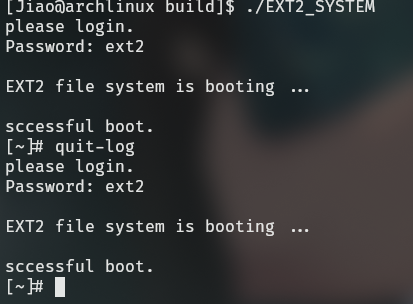 [Jiao@archlinux build]$ ./EXT2_SYSTEM
please login.
Password: ext2
EXT2 file system is booting ...
sccessful boot.
[~]# quit-log
please login.
Password: ext2
EXT2 file system is booting ...
sccessful boot.
[~]#